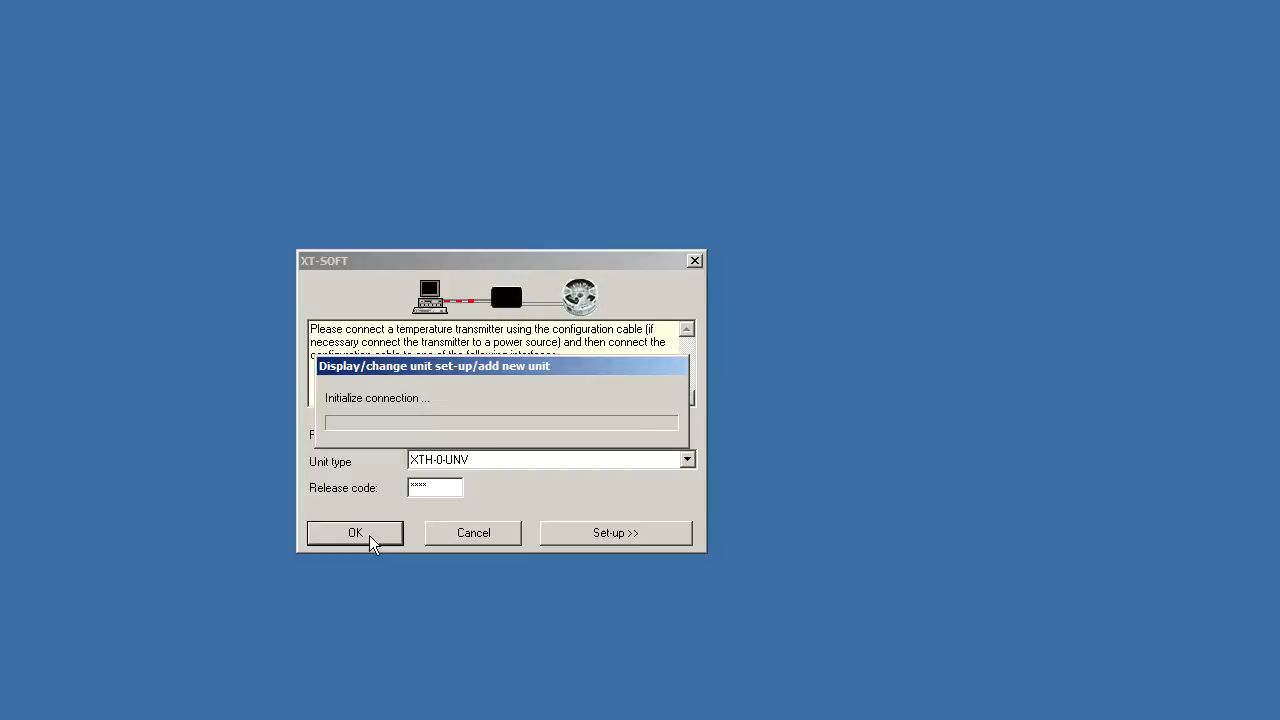 XT-SOFT
Please connect a temperature transmitter using the configuration cable (if
necessary connect the transmitter to a power source) and then connect the
Display/change unit set-up/add new unit
Initialize connection ...
Unit type
XTH-0-UNV
Release code:
****
OK
Cancel
Set-up >>